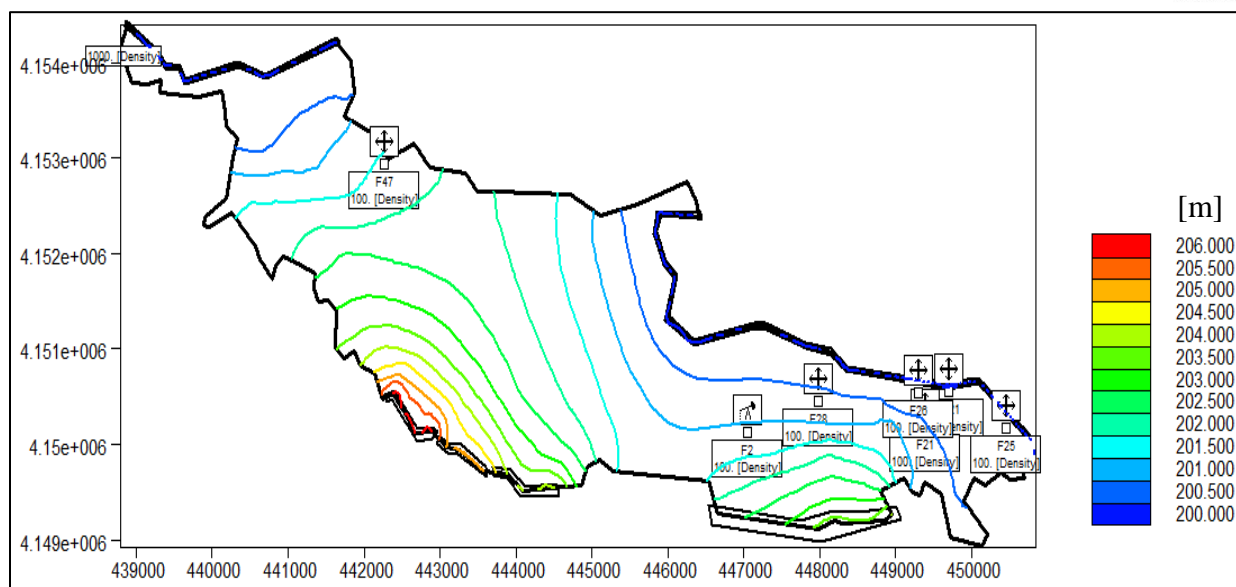 1000. [Density]
4.154e+006
4.153e+006
4.152e+006
4.151e+006
4.15e+006
4.149e+006
F47
100. [Density]
F2
100. [Density]
F28
100. [Density]
F26
100. [Density]
F21
100. [Density]
F25
100. [Density]
439000 440000 441000 442000 443000 444000 445000 446000 447000 448000 449000 450000
[m]
206.000
205.500
205.000
204.500
204.000
203.500
203.000
202.500
202.000
201.500
201.000
200.500
200.000